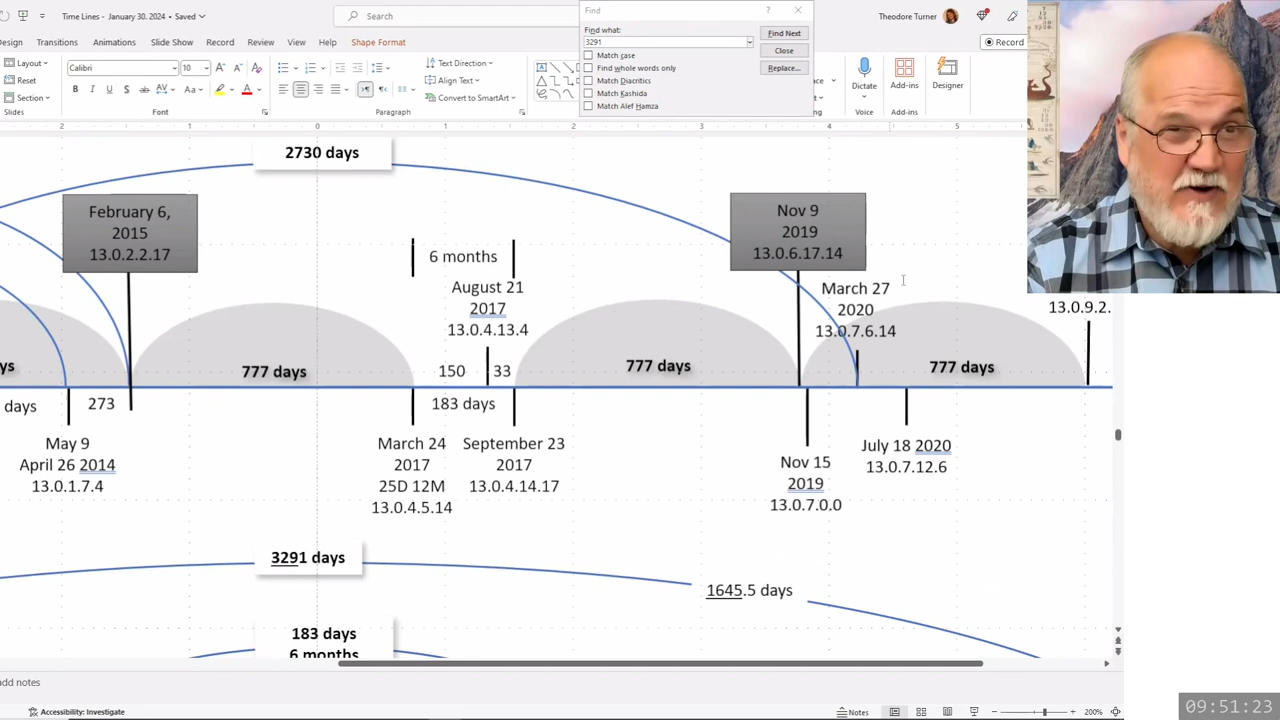 Time Lines - January 30. 2024 • Saved
Search
Find
?
Theodore Turner
Design
Transitions
Animations
Slide Show
Record
Review
View
Help
Shape Format
Record
Find what:
3291
Find Next
Close
Replace...
Match case
Find whole words only
Match Diacritics
Match Kashida
Match Alef Hamza
Layout
Reset
Section
Slides
Calibri
10
Font
Text Direction
Align Text
Convert to SmartArt
Paragraph
Dictate
Voice
Add-ins
Add-ins
Designer
2
1
0
1
2
3
4
5
2730 days
February 6,
2015
13.0.2.2.17
Nov 9
2019
13.0.6.17.14
6 months
August 21
2017
13.0.4.13.4
March 27
2020
13.0.7.6.14
13.0.9.2.
777 days
150
33
777 days
777 days
days
273
183 days
May 9
April 26 2014
13.0.1.7.4
March 24
2017
25D 12M
13.0.4.5.14
September 23
2017
13.0.4.14.17
Nov 15
2019
13.0.7.0.0
July 18 2020
13.0.7.12.6
3291 days
1645.5 days
183 days
6 months
add notes
Accessibility: Investigate
Notes
200%
09:51:23